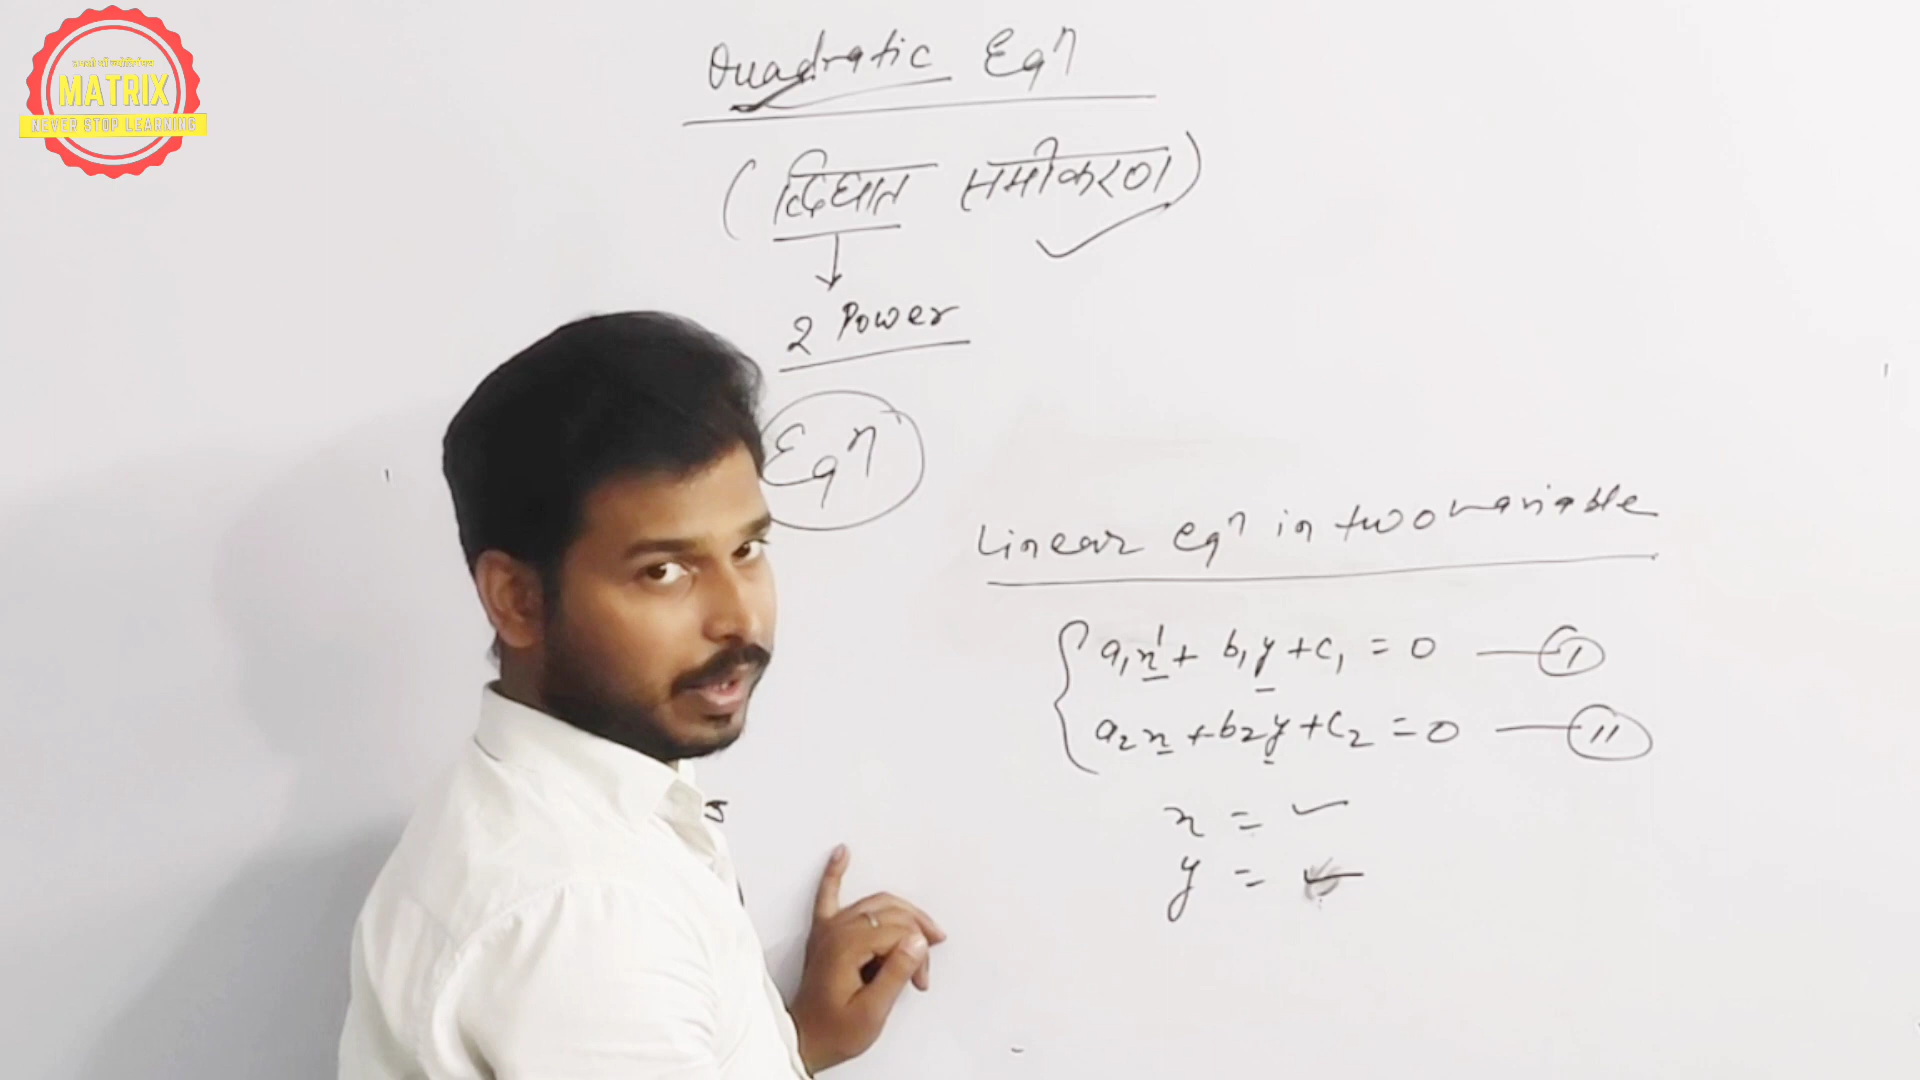 MATRIX
NEVER STOP LEARNING
Quadratic Eqn
(द्विघात समीकरण)
2 Power
Eqn
Linear eqn in two variable
a₁x¹ + b₁y + c₁ = 0 — I
a₂x + b₂y + c₂ = 0 — II
x = ✓
y = ✓